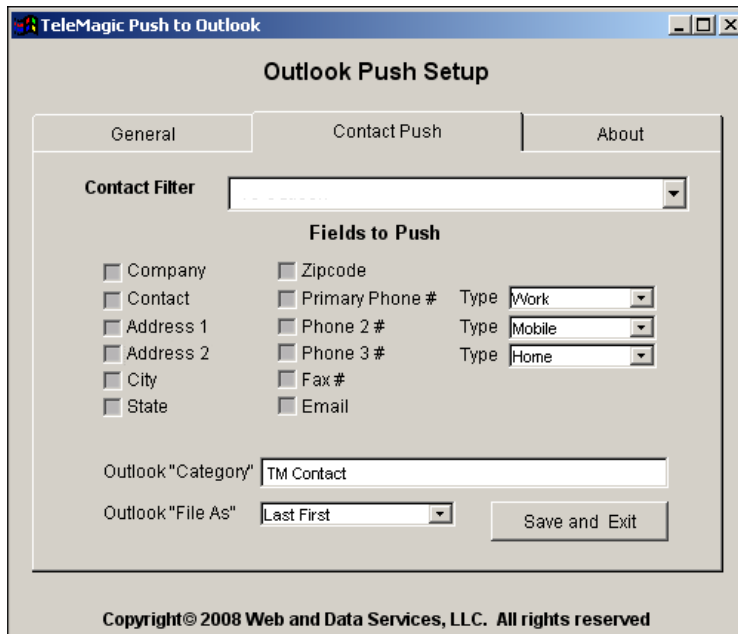 TeleMagic Push to Outlook
Outlook Push Setup
General Contact Push About
Contact Filter
Fields to Push
Company Zipcode
Contact Primary Phone # Type Work
Address 1 Phone 2 # Type Mobile
Address 2 Phone 3 # Type Home
City Fax #
State Email
Outlook "Category" TM Contact
Outlook "File As" Last First
Save and Exit
Copyright© 2008 Web and Data Services, LLC. All rights reserved